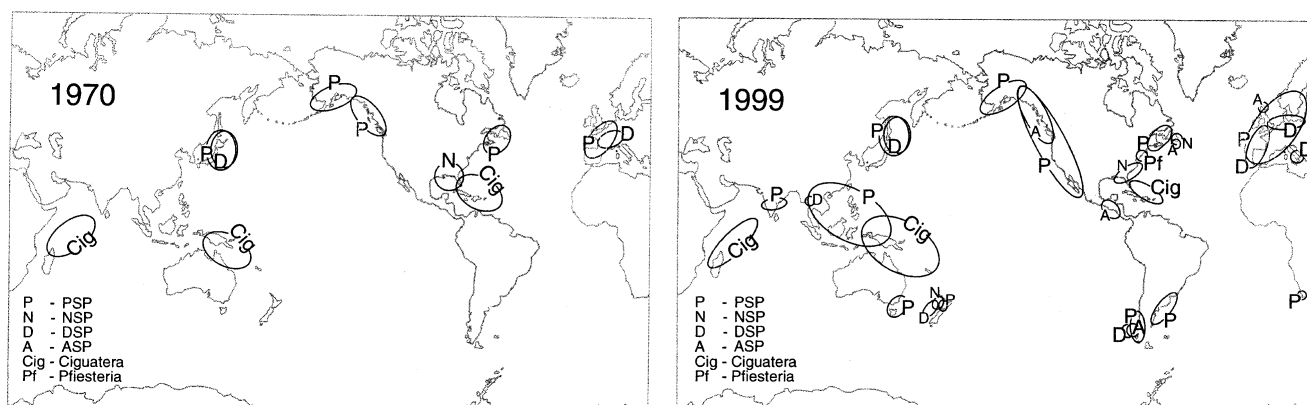 1970
P
P
P
D
N
Cig
P
P
D
Cig
Cig
P - PSP
N - NSP
D - DSP
A - ASP
Cig - Ciguatera
Pf - Pfiesteria
1999
P
D
P
A
P
P
A
N
N
Pf
Cig
A
A
P
D
D
D
P
D
P
Cig
Cig
P
N
P
D
P
D
A
P
P
P - PSP
N - NSP
D - DSP
A - ASP
Cig - Ciguatera
Pf - Pfiesteria